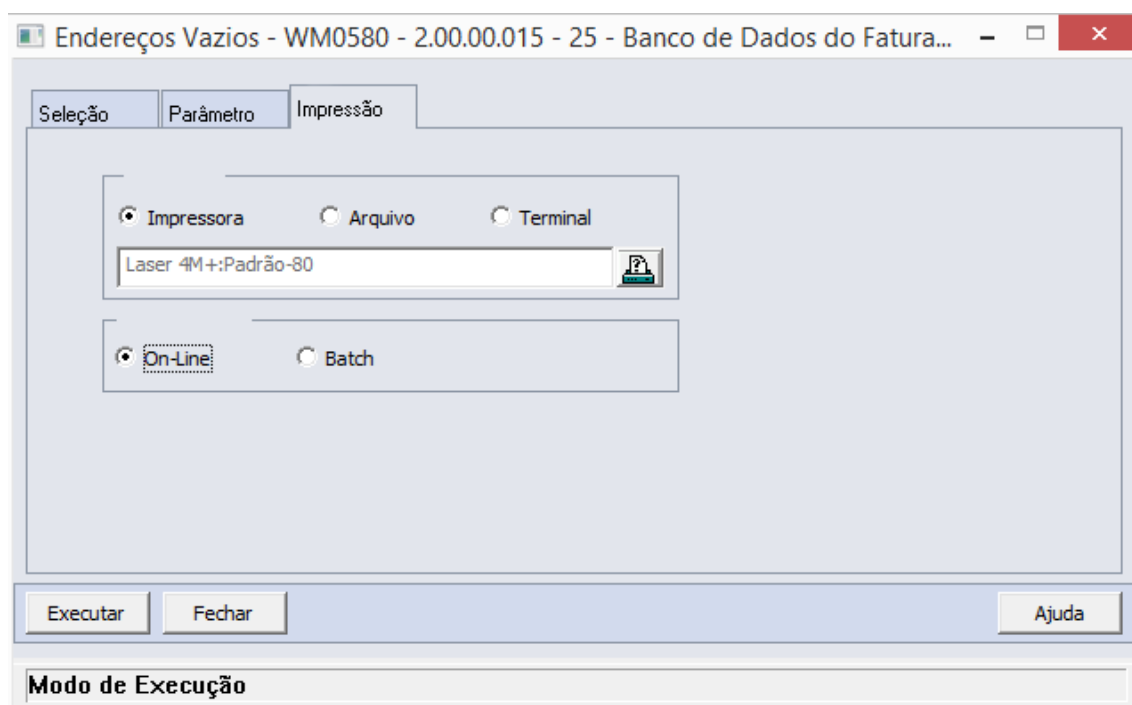 Endereços Vazios - WM0580 - 2.00.00.015 - 25 - Banco de Dados do Fatura...
Seleção Parâmetro Impressão
Impressora Arquivo Terminal
Laser 4M+:Padrão-80
On-Line Batch
Executar Fechar Ajuda
Modo de Execução